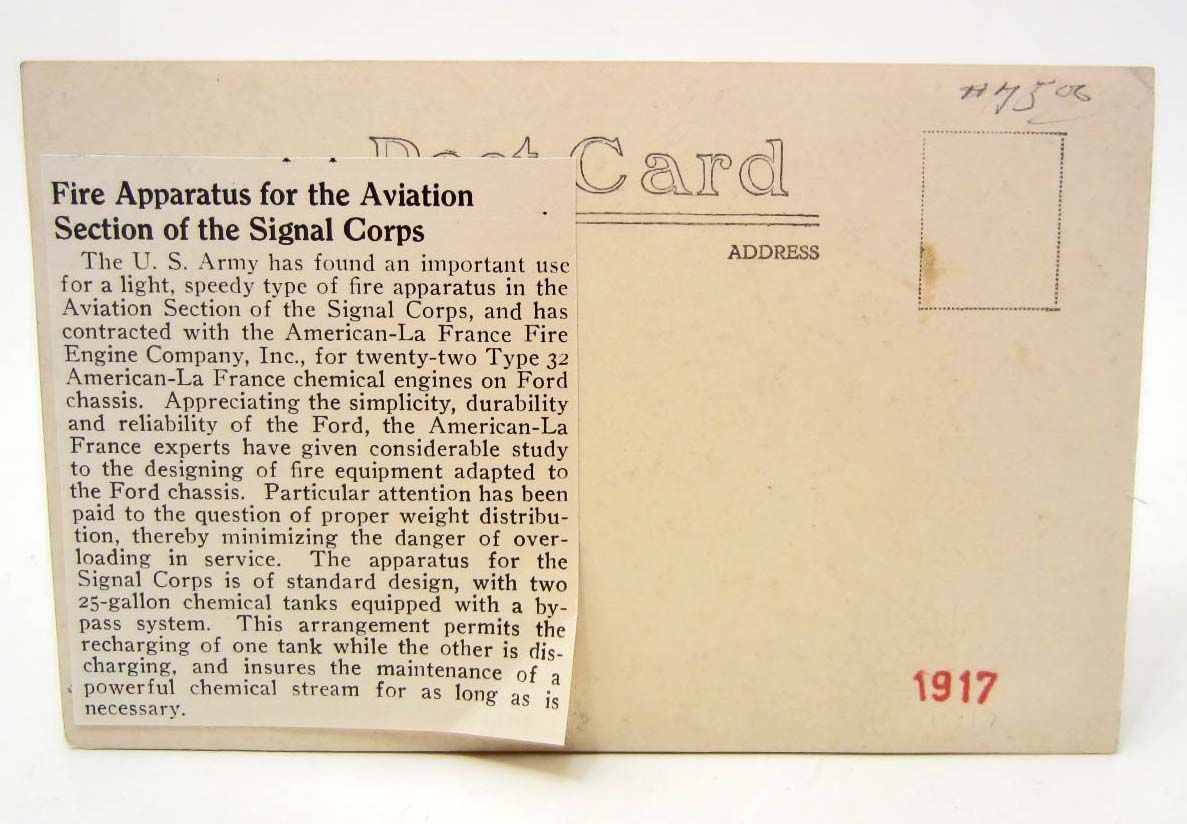 #7500
Post Card
Fire Apparatus for the Aviation
Section of the Signal Corps
ADDRESS
The U. S. Army has found an important use
for a light, speedy type of fire apparatus in the
Aviation Section of the Signal Corps, and has
contracted with the American-La France Fire
Engine Company, Inc., for twenty-two Type 32
American-La France chemical engines on Ford
chassis. Appreciating the simplicity, durability
and reliability of the Ford, the American-La
France experts have given considerable study
to the designing of fire equipment adapted to
the Ford chassis. Particular attention has been
paid to the question of proper weight distribu-
tion, thereby minimizing the danger of over-
loading in service. The apparatus for the
Signal Corps is of standard design, with two
25-gallon chemical tanks equipped with a by-
pass system. This arrangement permits the
recharging of one tank while the other is dis-
charging, and insures the maintenance of a
powerful chemical stream for as long as is
necessary.
1917